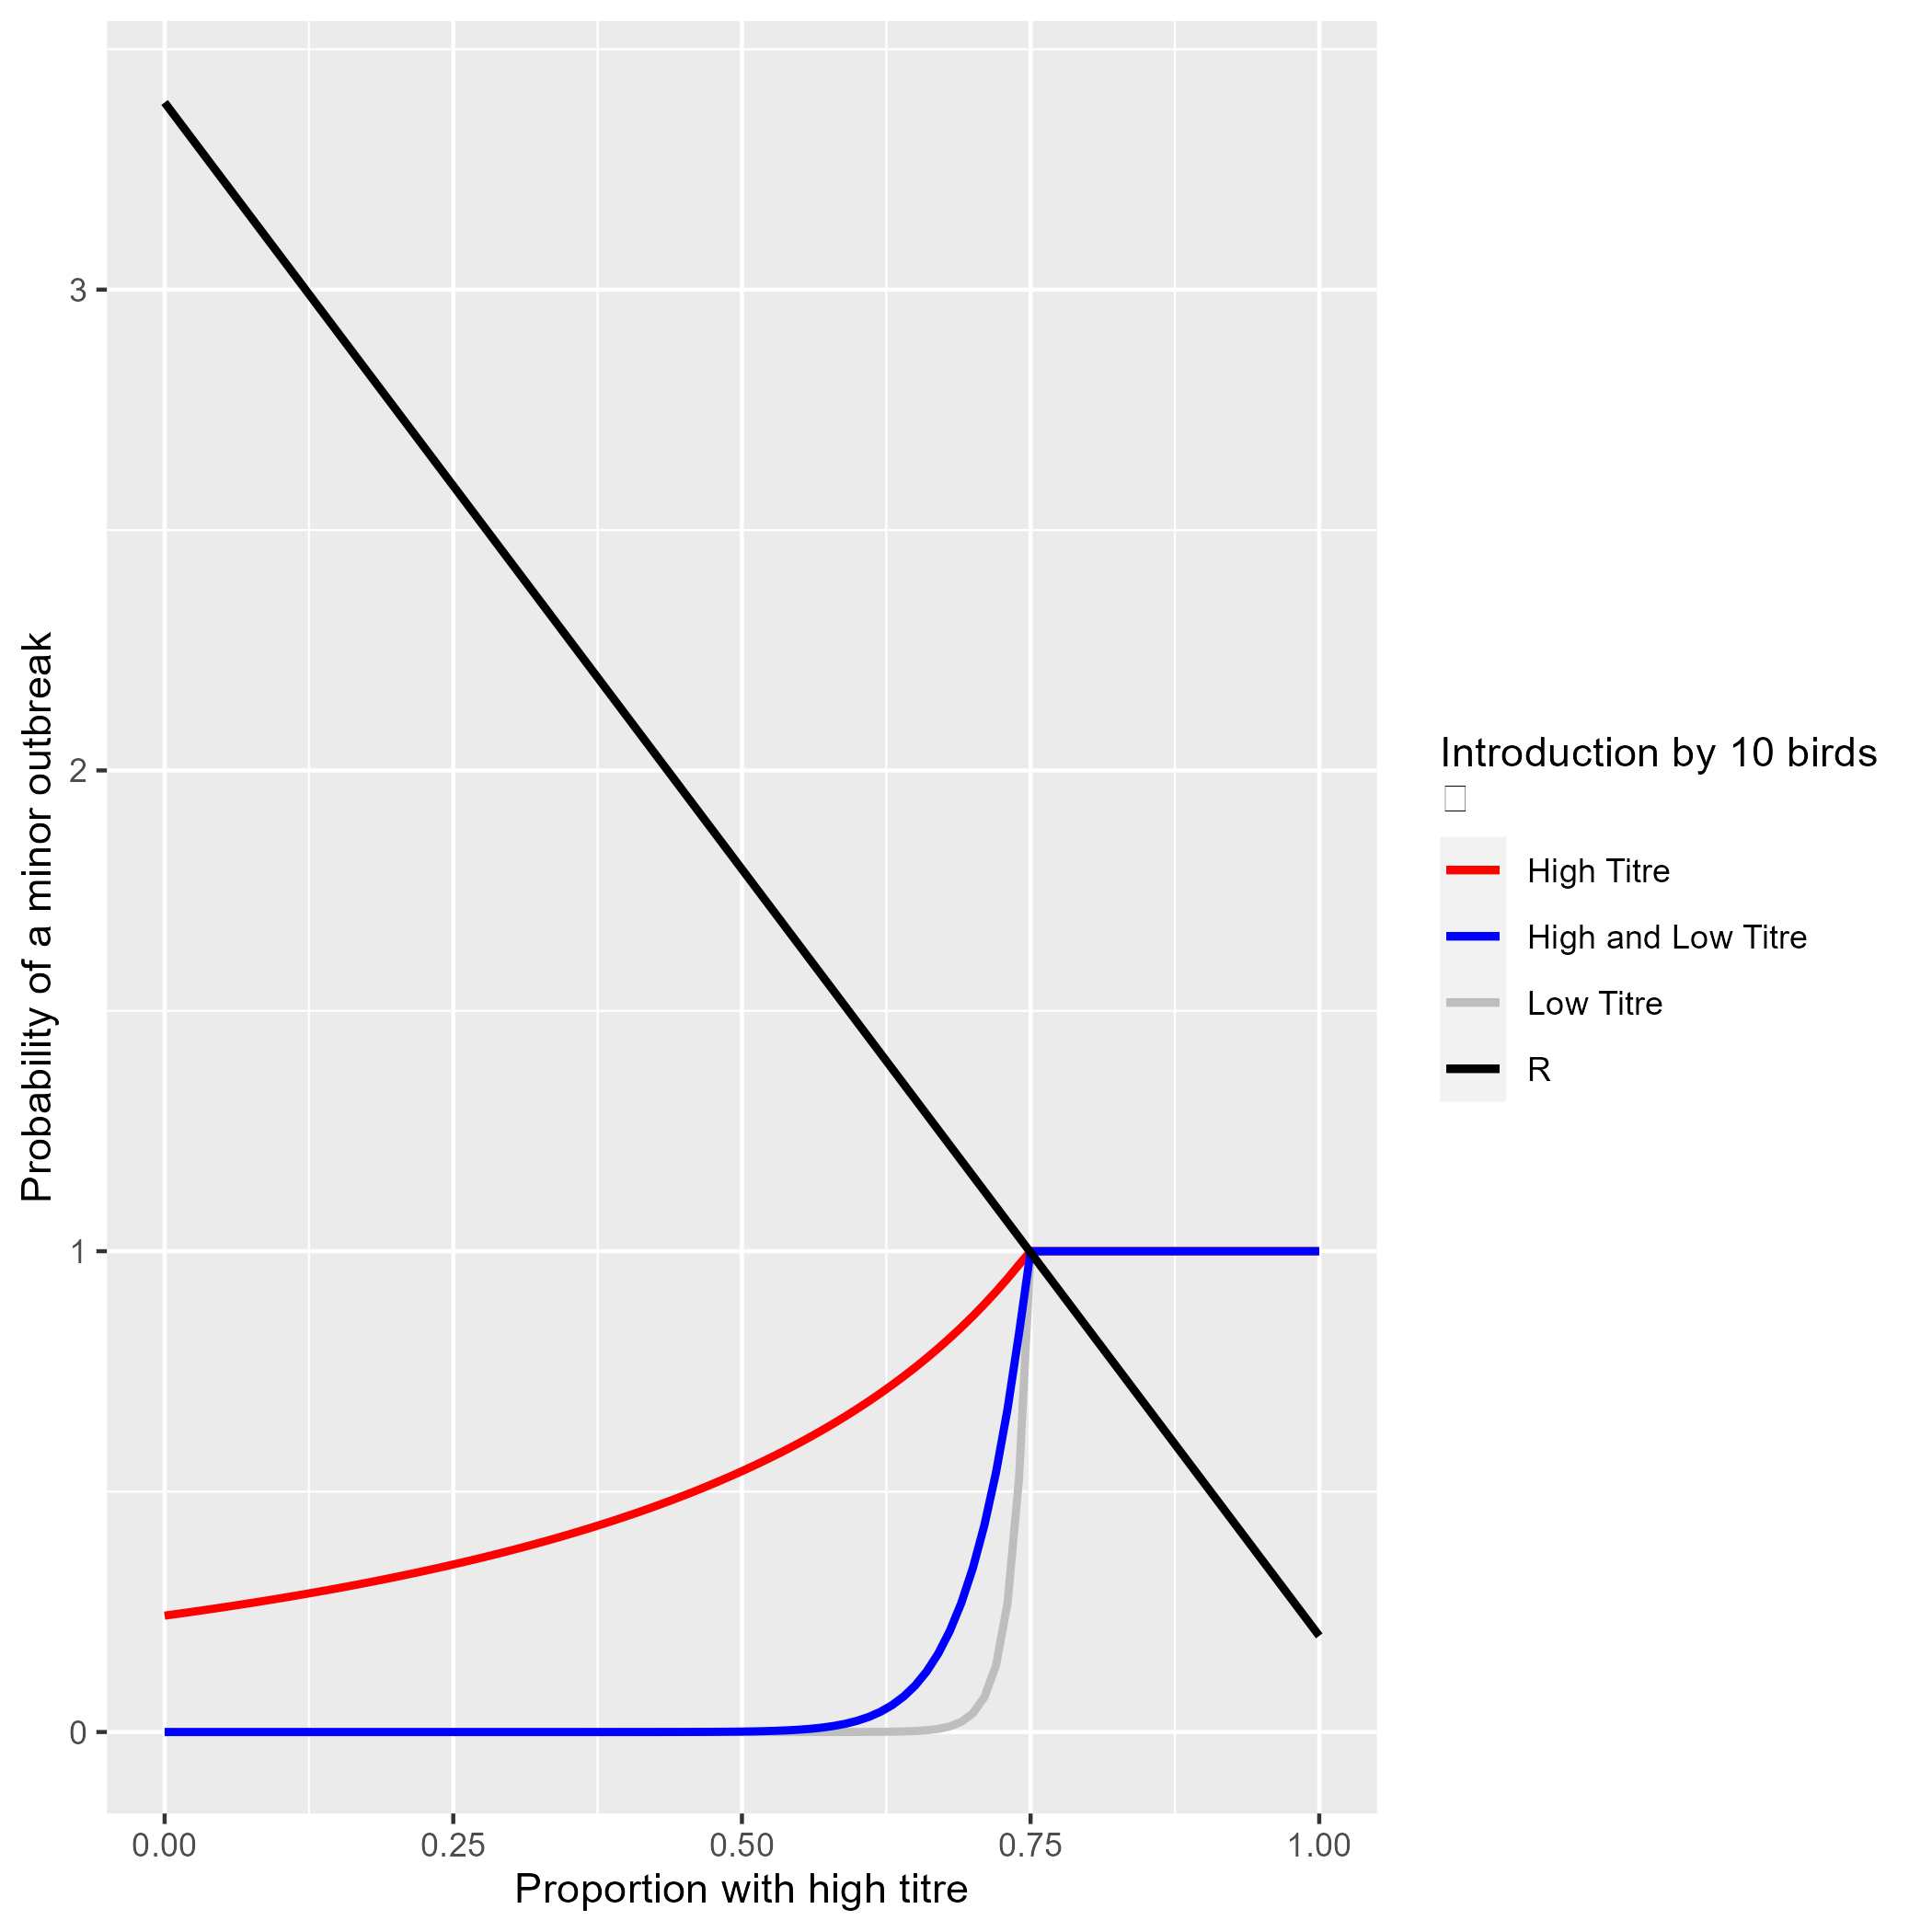 Probability of a minor outbreak
3
2
1
0
0.00 0.25 0.50 0.75 1.00
Proportion with high titre
Introduction by 10 birds
High Titre
High and Low Titre
Low Titre
R